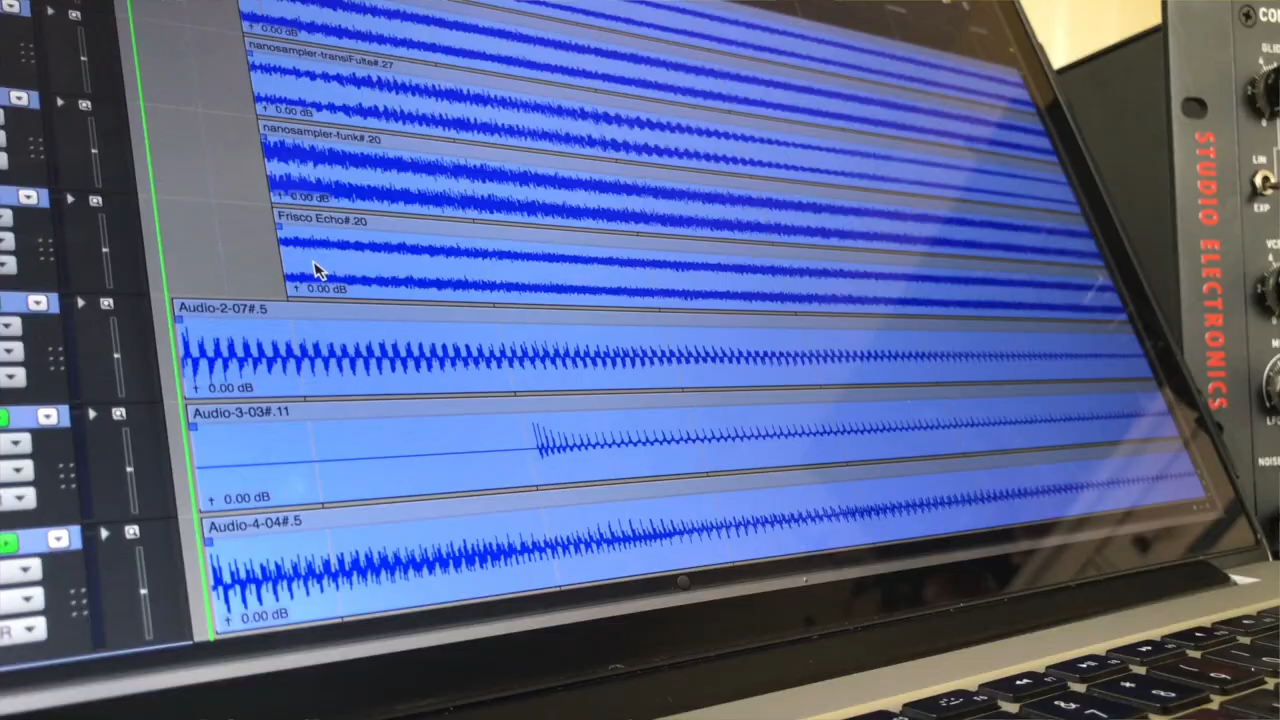 0.00 dB
nanosampler-transiFutte#.27
0.00 dB
nanosampler-funk#.20
0.00 dB
Frisco Echo#.20
0.00 dB
Audio-2-07#.5
0.00 dB
Audio-3-03#.11
0.00 dB
Audio-4-04#.5
0.00 dB
R
STUDIO ELECTRONICS
LIN
EXP